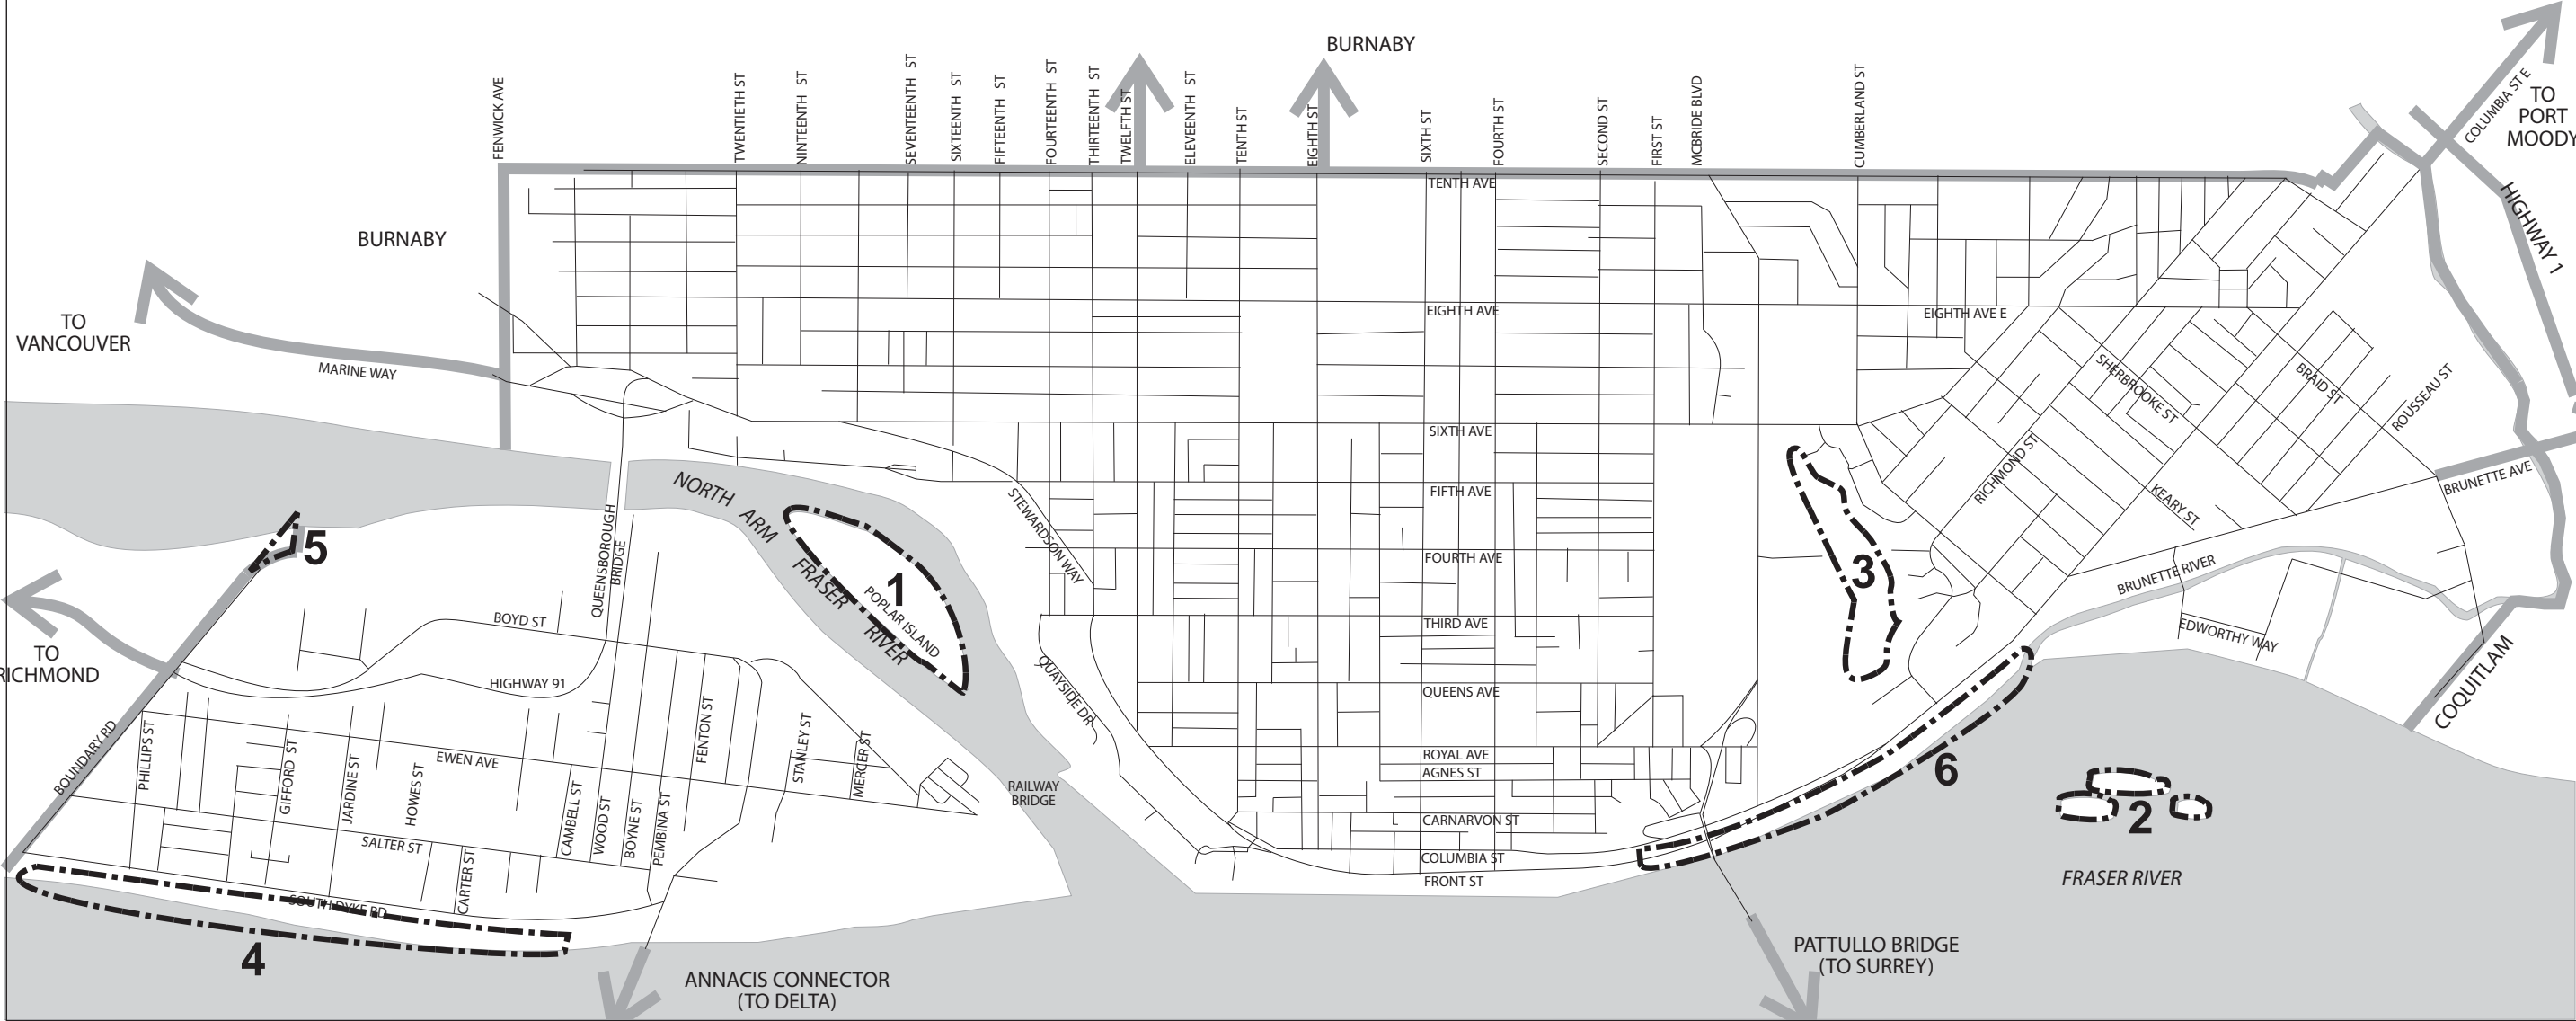 BURNABY
FENWICK AVE
TWENTIETH ST
NINTEENTH ST
SEVENTEENTH ST
SIXTEENTH ST
FIFTEENTH ST
FOURTEENTH ST
THIRTEENTH ST
TWELFTH ST
ELEVEENTH ST
TENTH ST
EIGHTH ST
SIXTH ST
FOURTH ST
SECOND ST
FIRST ST
MCBRIDE BLVD
CUMBERLAND ST
COLUMBIA ST E
TO
PORT
MOODY
HIGHWAY 1
TENTH AVE
BURNABY
TO
VANCOUVER
MARINE WAY
EIGHTH AVE
EIGHTH AVE E
SHERBROOKE ST
BRAID ST
ROUSSEAU ST
SIXTH AVE
RICHMOND ST
KEARY ST
BRUNETTE AVE
NORTH ARM
FRASER
RIVER
STEWARDSON WAY
FIFTH AVE
FOURTH AVE
QUEENSBOROUGH
BRIDGE
5
1
POPLAR ISLAND
3
BRUNETTE RIVER
EDWORTHY WAY
COQUITLAM
TO
RICHMOND
BOYD ST
HIGHWAY 91
THIRD AVE
QUAYSIDE DR
QUEENS AVE
BOUNDARY RD
PHILLIPS ST
GIFFORD ST
JARDINE ST
HOWES ST
EWEN AVE
FENTON ST
STANLEY ST
MERCER ST
CAMBELL ST
WOOD ST
BOYNE ST
PEMBINA ST
RAILWAY
BRIDGE
ROYAL AVE
AGNES ST
6
2
CARNARVON ST
SALTER ST
CARTER ST
COLUMBIA ST
FRONT ST
FRASER RIVER
SOUTH DYKE RD
4
ANNACIS CONNECTOR
(TO DELTA)
PATTULLO BRIDGE
(TO SURREY)